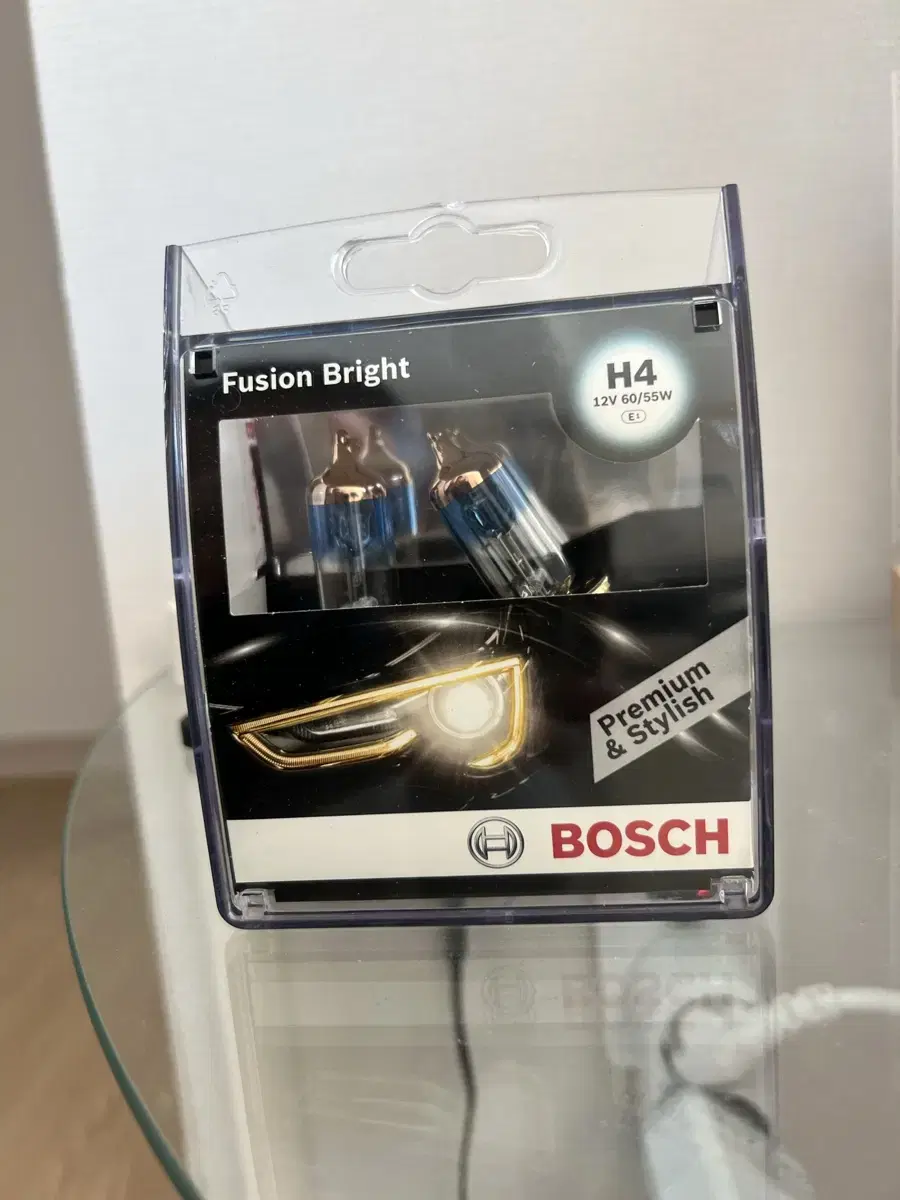 Fusion Bright
H4
12V 60/55W
E1
Premium
& Stylish
BOSCH